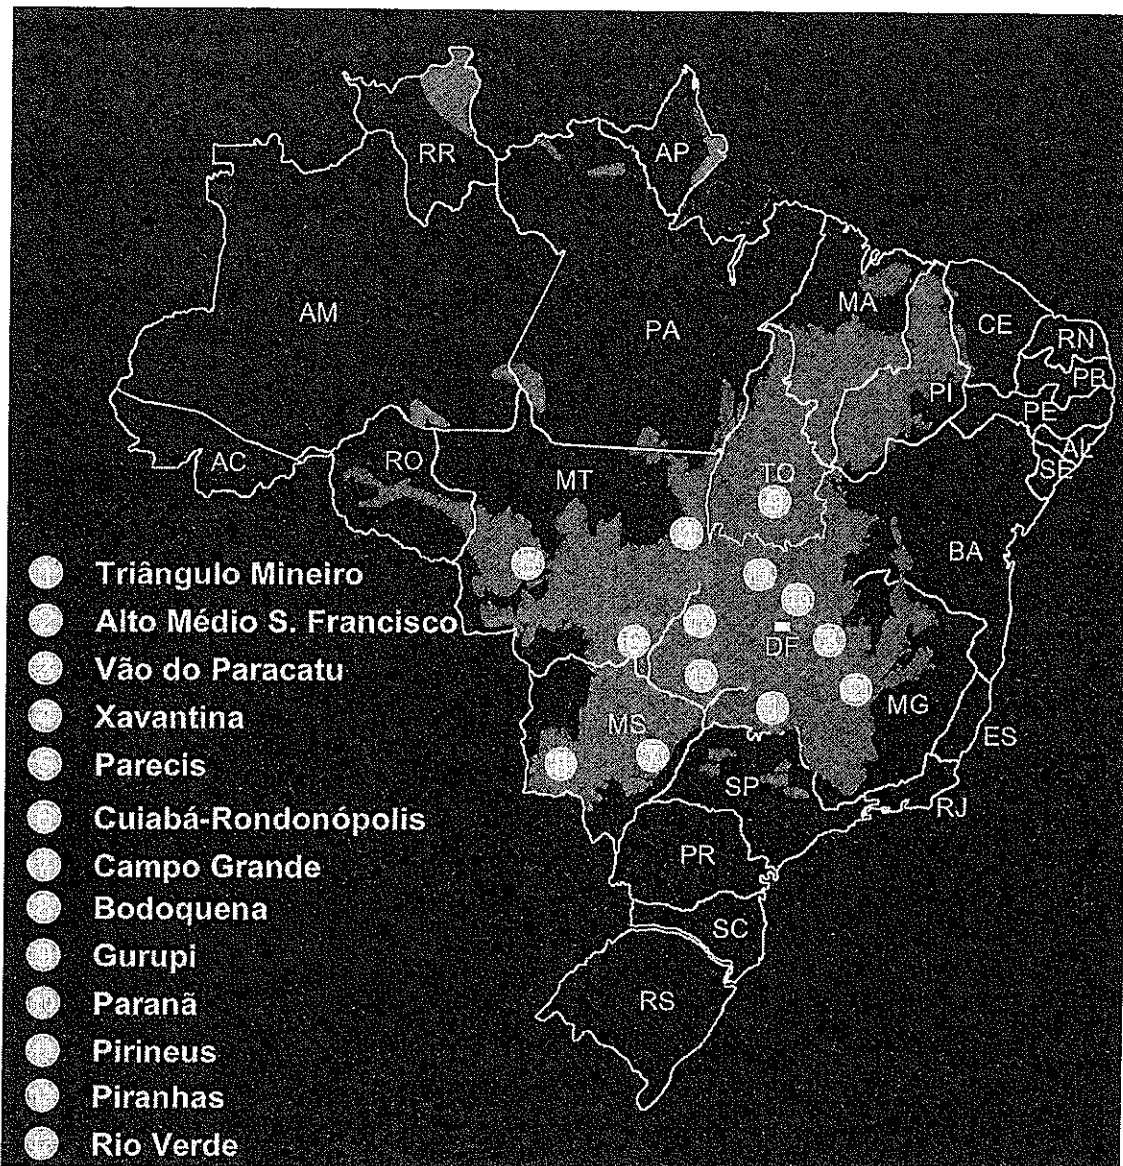 RR
AP
AM
PA
MA
CE
RN
PB
PI
PE
AL
SE
AC
RO
MT
TO
BA
DF
MG
MS
ES
SP
RJ
PR
SC
RS
Triângulo Mineiro
Alto Médio S. Francisco
Vão do Paracatu
Xavantina
Parecis
Cuiabá-Rondonópolis
Campo Grande
Bodoquena
Gurupi
Paranã
Pirineus
Piranhas
Rio Verde